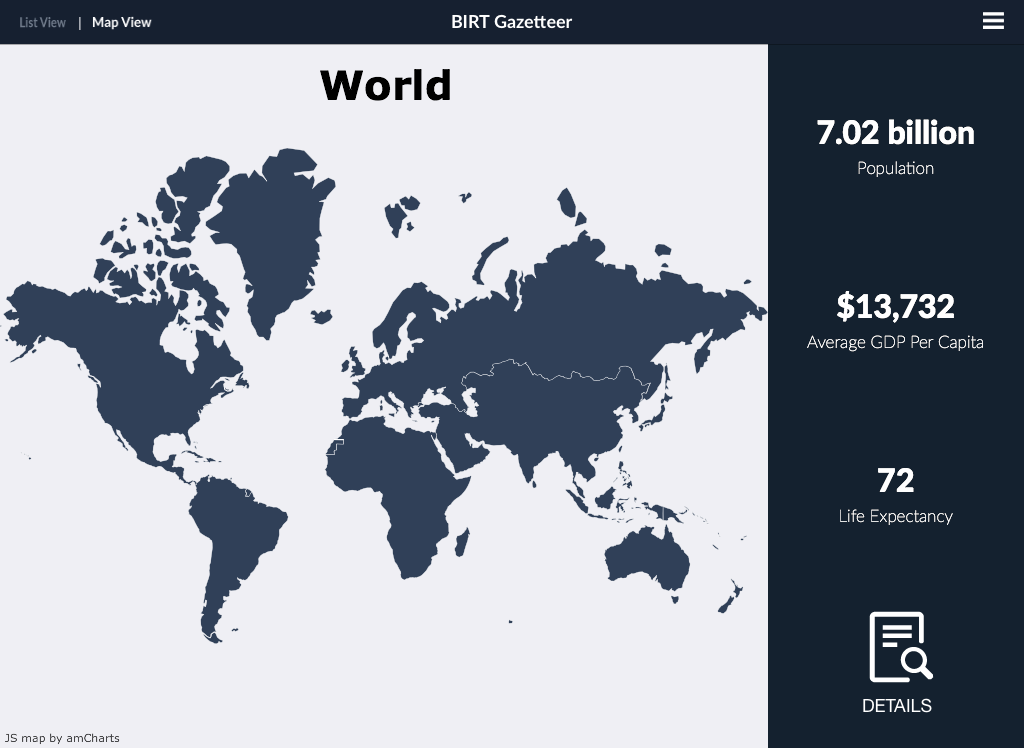 List View | Map View
BIRT Gazetteer
World
7.02 billion
Population
$13,732
Average GDP Per Capita
72
Life Expectancy
DETAILS
JS map by amCharts